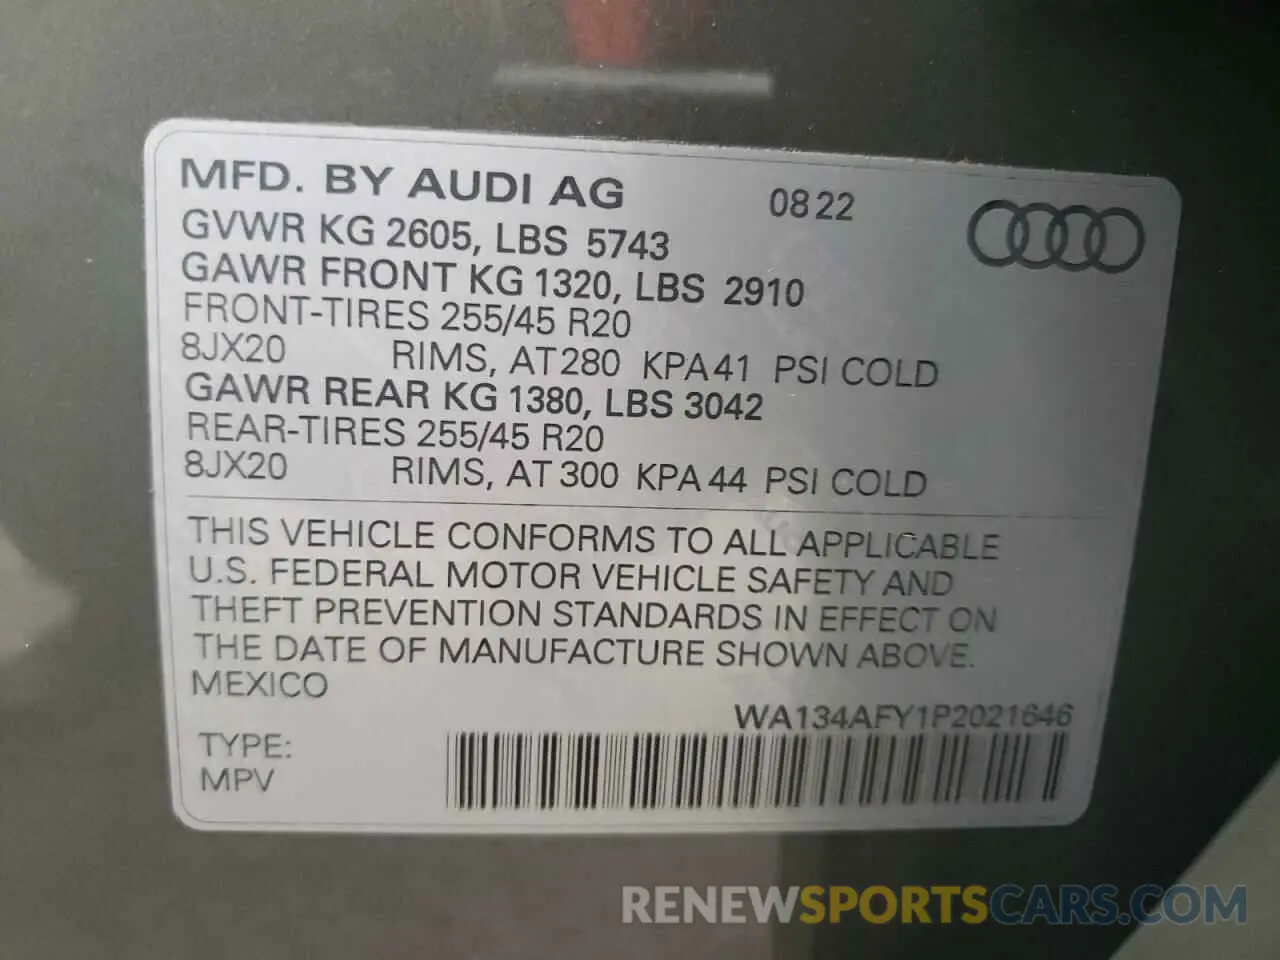 MFD. BY AUDI AG 08 22
GVWR KG 2605, LBS 5743
GAWR FRONT KG 1320, LBS 2910
FRONT-TIRES 255/45 R20
8JX20 RIMS, AT 280 KPA 41 PSI COLD
GAWR REAR KG 1380, LBS 3042
REAR-TIRES 255/45 R20
8JX20 RIMS, AT 300 KPA 44 PSI COLD
THIS VEHICLE CONFORMS TO ALL APPLICABLE
U.S. FEDERAL MOTOR VEHICLE SAFETY AND
THEFT PREVENTION STANDARDS IN EFFECT ON
THE DATE OF MANUFACTURE SHOWN ABOVE.
MEXICO
WA134AFY1P2021646
TYPE:
MPV
RENEWSPORTSCARS.COM